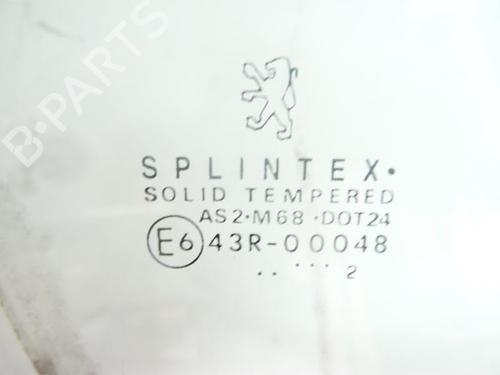 B-PARTS
SPLINTEX·
SOLID TEMPERED
AS2·M68·DOT24
E6 43R-00048
.. ... 2